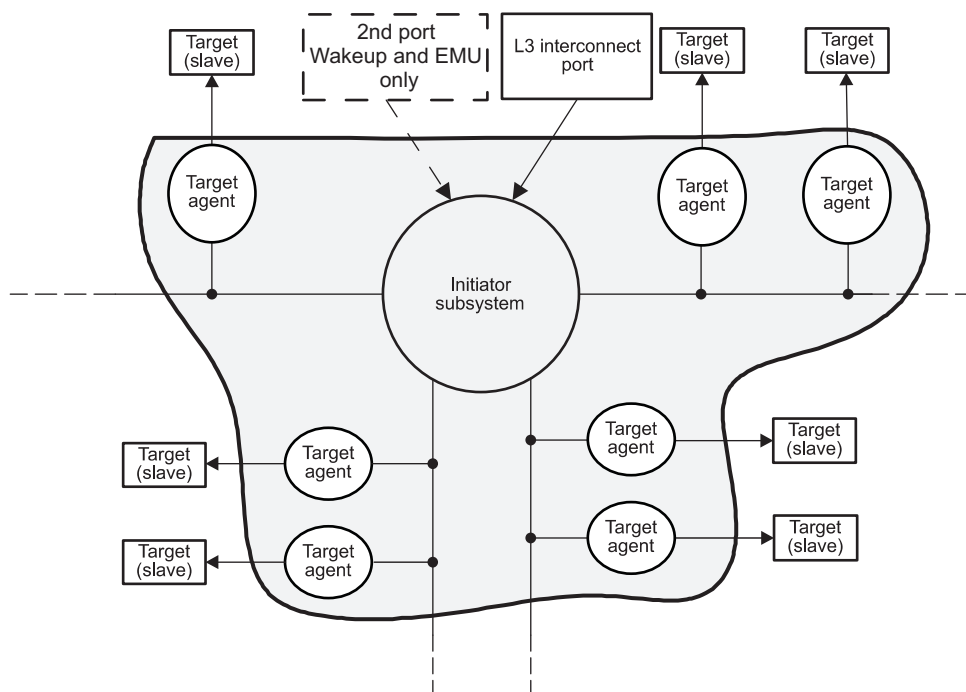 Target
(slave)
2nd port
Wakeup and EMU
only
L3 interconnect
port
Target
(slave)
Target
(slave)
Target
agent
Target
agent
Target
agent
Initiator
subsystem
Target
agent
Target
(slave)
Target
(slave)
Target
agent
Target
agent
Target
(slave)
Target
(slave)
Target
agent